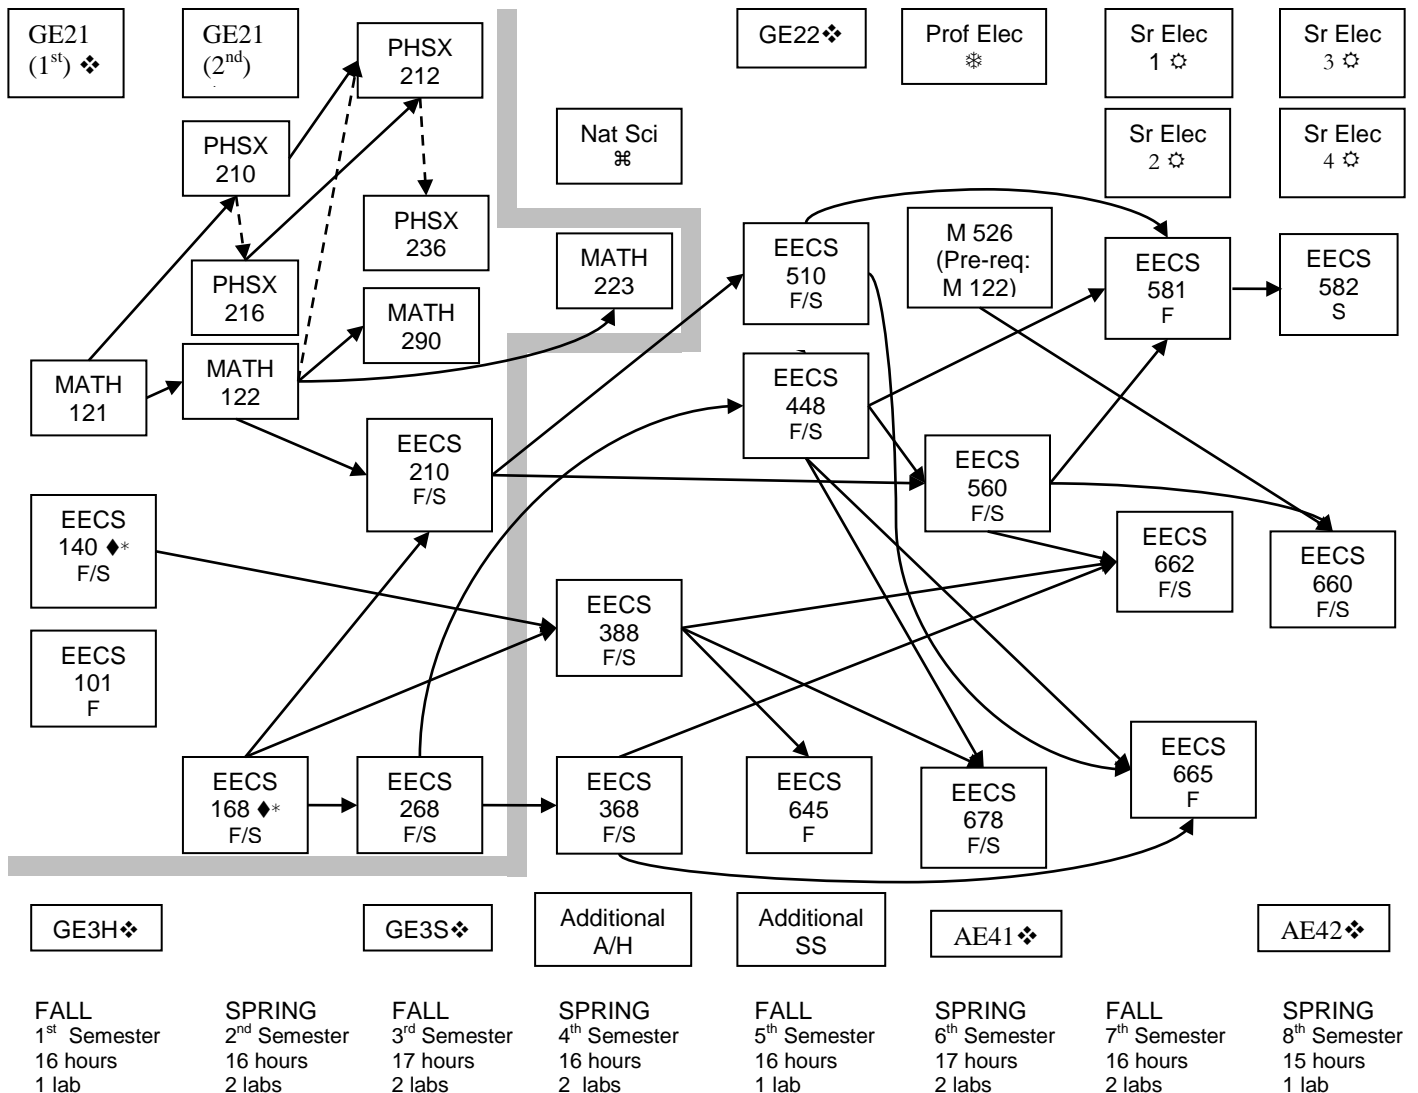 GE21
(1st) ❖
GE21
(2nd)
PHSX
212
GE22❖
Prof Elec
❄
Sr Elec
1 ☼
Sr Elec
3 ☼
PHSX
210
Nat Sci
⌘
Sr Elec
2 ☼
Sr Elec
4 ☼
PHSX
236
PHSX
216
MATH
290
MATH
223
EECS
510
F/S
M 526
(Pre-req:
M 122)
EECS
581
F
EECS
582
S
MATH
121
MATH
122
EECS
210
F/S
EECS
448
F/S
EECS
560
F/S
EECS
140 ♦*
F/S
EECS
662
F/S
EECS
660
F/S
EECS
101
F
EECS
388
F/S
EECS
168 ♦*
F/S
EECS
268
F/S
EECS
368
F/S
EECS
645
F
EECS
678
F/S
EECS
665
F
GE3H❖
GE3S❖
Additional
A/H
Additional
SS
AE41❖
AE42❖
FALL
1st Semester
16 hours
1 lab
SPRING
2nd Semester
16 hours
2 labs
FALL
3rd Semester
17 hours
2 labs
SPRING
4th Semester
16 hours
2 labs
FALL
5th Semester
16 hours
1 lab
SPRING
6th Semester
17 hours
2 labs
FALL
7th Semester
16 hours
2 labs
SPRING
8th Semester
15 hours
1 lab